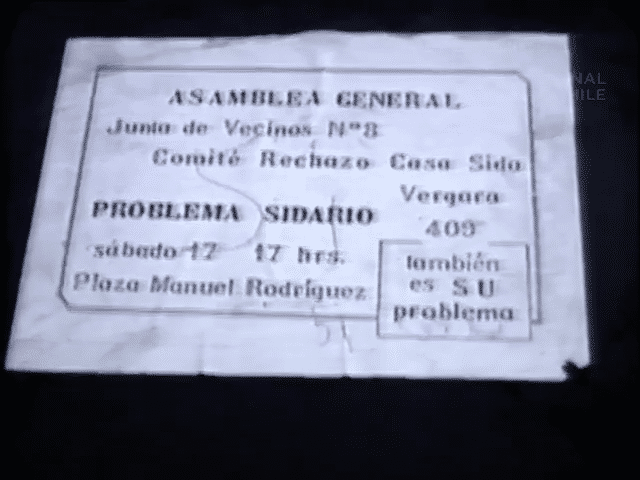 ASAMBLEA GENERAL
Junta de Vecinos Nº8
Comité Rechazo Casa Sida
Vergara
409
PROBLEMA SIDARIO
sábado 17 17 hrs.
Plaza Manuel Rodríguez
también
es SU
problema